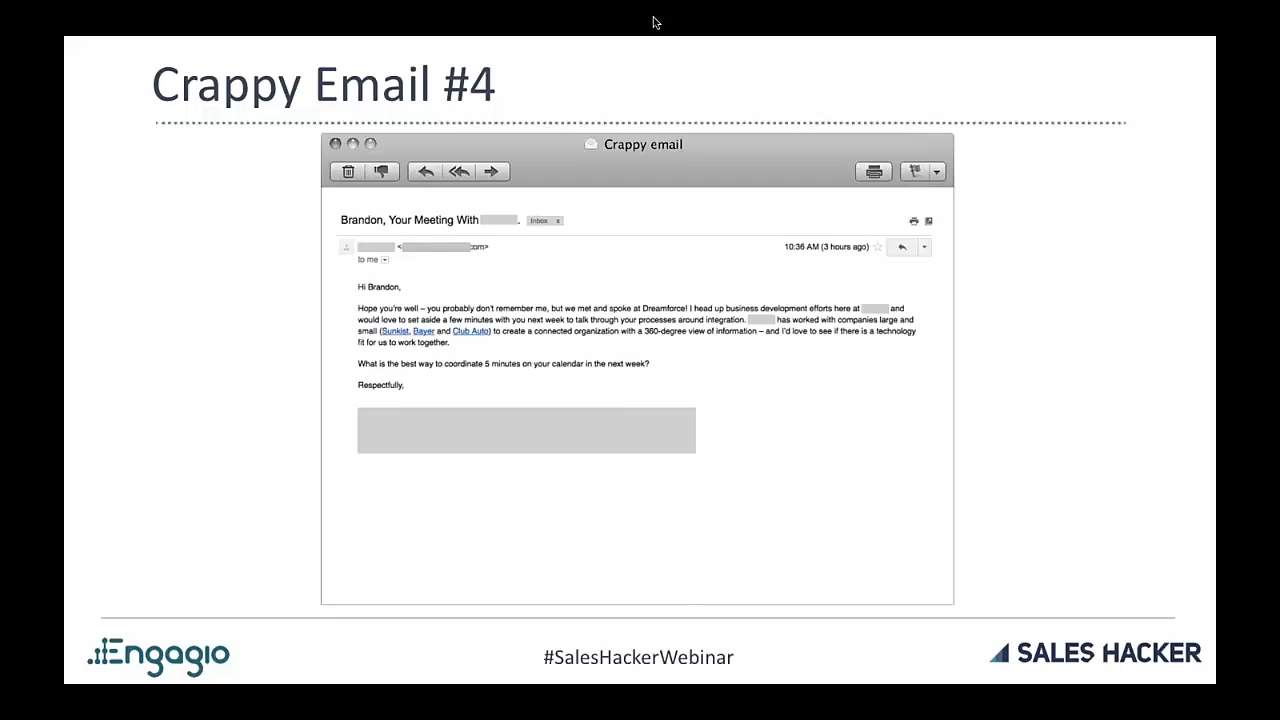 Crappy Email #4
Crappy email
Brandon, Your Meeting With .
Inbox x
< com>
10:36 AM (3 hours ago)
to me
Hi Brandon,
Hope you're well – you probably don't remember me, but we met and spoke at Dreamforce! I head up business development efforts here at and
would love to set aside a few minutes with you next week to talk through your processes around integration. has worked with companies large and
small (Sunkist, Bayer and Club Auto) to create a connected organization with a 360-degree view of information – and I'd love to see if there is a technology
fit for us to work together.
What is the best way to coordinate 5 minutes on your calendar in the next week?
Respectfully,
Engagio
#SalesHackerWebinar
SALES HACKER